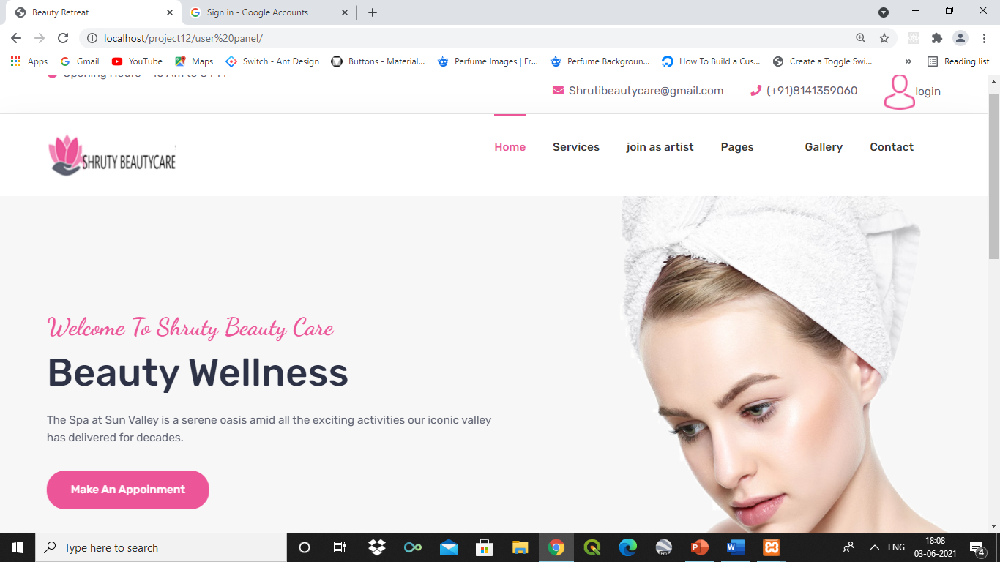 Beauty Retreat
Sign in - Google Accounts
localhost/project12/user%20panel/
Apps Gmail YouTube Maps Switch - Ant Design Buttons - Material... Perfume Images | Fr... Perfume Backgroun... How To Build a Cus... Create a Toggle Swi... » Reading list
Opening Hours
Shrutibeautycare@gmail.com (+91)8141359060 login
SHRUTY BEAUTYCARE
Home Services join as artist Pages Gallery Contact
Welcome To Shruty Beauty Care
Beauty Wellness
The Spa at Sun Valley is a serene oasis amid all the exciting activities our iconic valley
has delivered for decades.
Make An Appoinment
Type here to search
ENG
18:08
03-06-2021
4